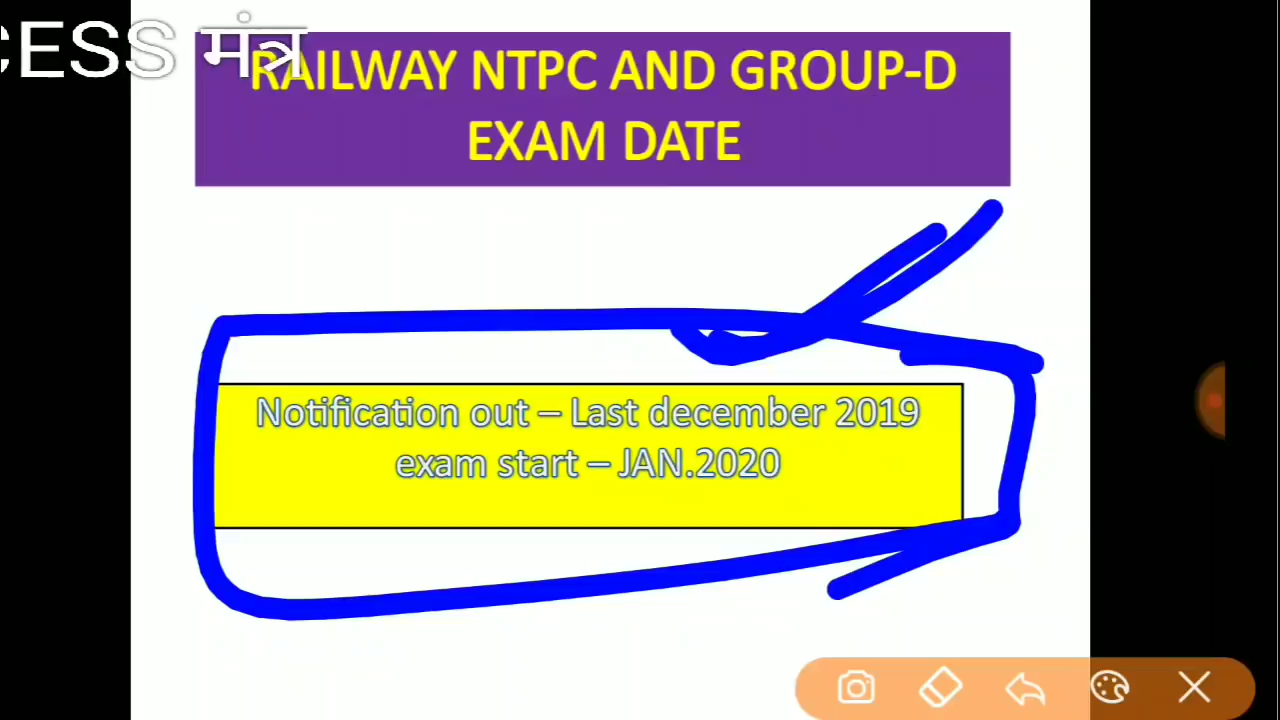 CESS मंत्र
RAILWAY NTPC AND GROUP-D
EXAM DATE
Notification out – Last december 2019
exam start – JAN.2020